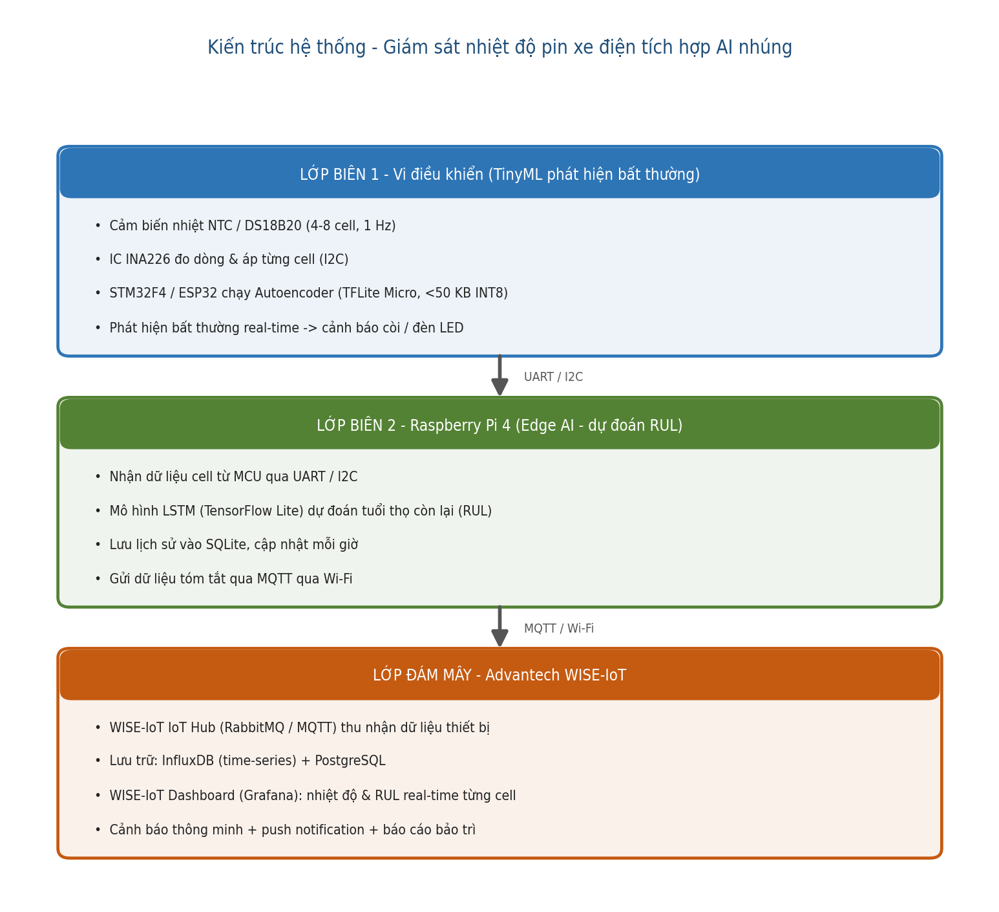 Kiến trúc hệ thống - Giám sát nhiệt độ pin xe điện tích hợp AI nhúng
LỚP BIÊN 1 - Vi điều khiển (TinyML phát hiện bất thường)
• Cảm biến nhiệt NTC / DS18B20 (4-8 cell, 1 Hz)
• IC INA226 đo dòng & áp từng cell (I2C)
• STM32F4 / ESP32 chạy Autoencoder (TFLite Micro, <50 KB INT8)
• Phát hiện bất thường real-time -> cảnh báo còi / đèn LED
UART / I2C
LỚP BIÊN 2 - Raspberry Pi 4 (Edge AI - dự đoán RUL)
• Nhận dữ liệu cell từ MCU qua UART / I2C
• Mô hình LSTM (TensorFlow Lite) dự đoán tuổi thọ còn lại (RUL)
• Lưu lịch sử vào SQLite, cập nhật mỗi giờ
• Gửi dữ liệu tóm tắt qua MQTT qua Wi-Fi
MQTT / Wi-Fi
LỚP ĐÁM MÂY - Advantech WISE-IoT
• WISE-IoT IoT Hub (RabbitMQ / MQTT) thu nhận dữ liệu thiết bị
• Lưu trữ: InfluxDB (time-series) + PostgreSQL
• WISE-IoT Dashboard (Grafana): nhiệt độ & RUL real-time từng cell
• Cảnh báo thông minh + push notification + báo cáo bảo trì